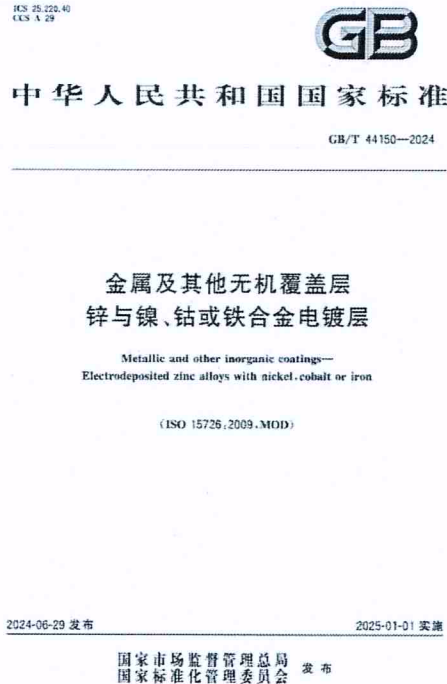 ICS 25.220.40
CCS A 29
GB
中华人民共和国国家标准
GB/T 44150—2024
金属及其他无机覆盖层
锌与镍、钴或铁合金电镀层
Metallic and other inorganic coatings—
Electrodeposited zinc alloys with nickel, cobalt or iron
(ISO 15726:2009, MOD)
2024-06-29 发布
2025-01-01 实施
国家市场监督管理总局
国家标准化管理委员会
发布